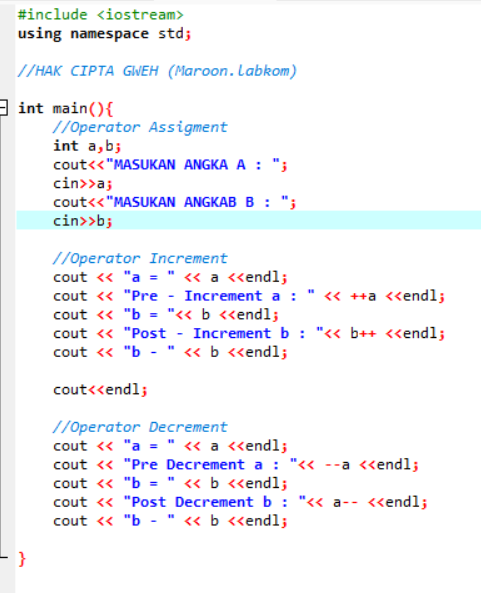 #include <iostream>
using namespace std;
//HAK CIPTA GWEH (Maroon.labkom)
int main(){
//Operator Assigment
int a,b;
cout<<"MASUKAN ANGKA A : ";
cin>>a;
cout<<"MASUKAN ANGKAB B : ";
cin>>b;
//Operator Increment
cout << "a = " << a <<endl;
cout << "Pre - Increment a : " << ++a <<endl;
cout << "b = "<< b <<endl;
cout << "Post - Increment b : "<< b++ <<endl;
cout << "b - " << b <<endl;
cout<<endl;
//Operator Decrement
cout << "a = " << a <<endl;
cout << "Pre Decrement a : "<< --a <<endl;
cout << "b = " << b <<endl;
cout << "Post Decrement b : "<< a-- <<endl;
cout << "b - " << b <<endl;
}